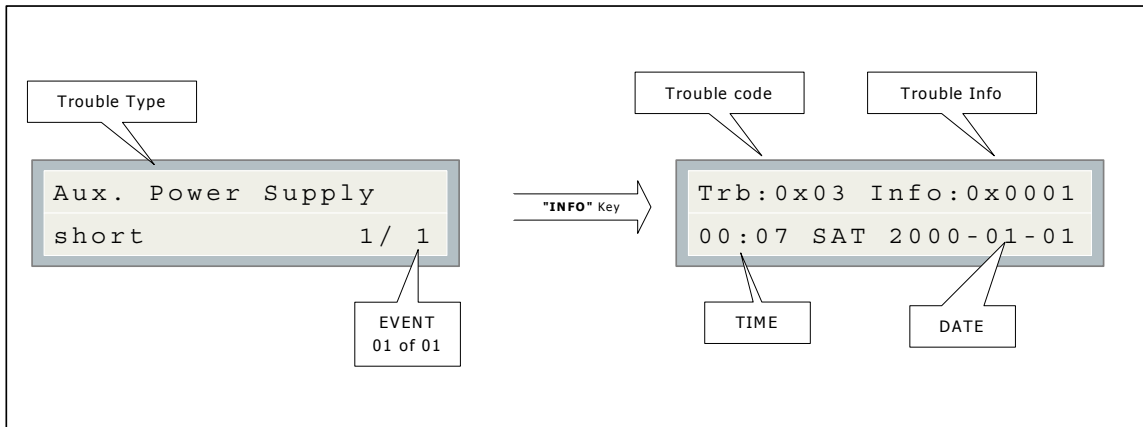 Trouble Type
Aux. Power Supply
short 1/ 1
EVENT
01 of 01
"INFO" Key
Trouble code
Trouble Info
Trb:0x03 Info:0x0001
00:07 SAT 2000-01-01
TIME
DATE